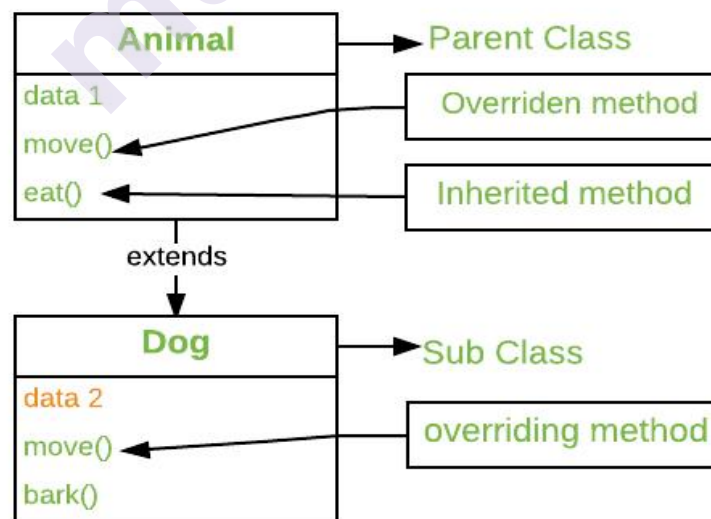 Animal
Parent Class
data 1
Overriden method
move()
eat()
Inherited method
extends
Dog
Sub Class
data 2
move()
overriding method
bark()